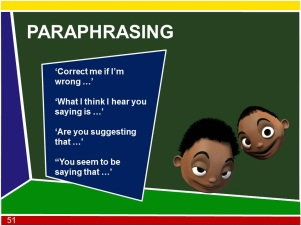 PARAPHRASING
‘Correct me if I’m
wrong …’
‘What I think I hear you
saying is …’
‘Are you suggesting
that …’
“You seem to be
saying that …’
51